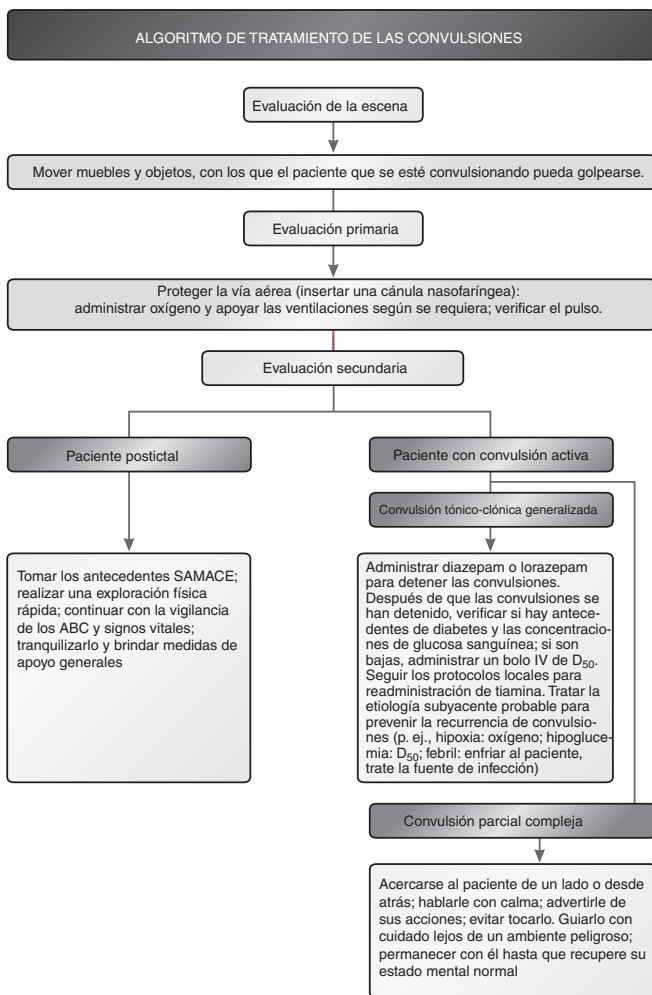 ALGORITMO DE TRATAMIENTO DE LAS CONVULSIONES
Evaluación de la escena
Mover muebles y objetos, con los que el paciente que se esté convulsionando pueda golpearse.
Evaluación primaria
Proteger la vía aérea (insertar una cánula nasofaríngea):
administrar oxígeno y apoyar las ventilaciones según se requiera; verificar el pulso.
Evaluación secundaria
Paciente postictal
Tomar los antecedentes SAMACE;
realizar una exploración física
rápida; continuar con la vigilancia
de los ABC y signos vitales;
tranquilizarlo y brindar medidas de
apoyo generales
Paciente con convulsión activa
Convulsión tónico-clónica generalizada
Administrar diazepam o lorazepam
para detener las convulsiones.
Después de que las convulsiones se
han detenido, verificar si hay antece-
dentes de diabetes y las concentracio-
nes de glucosa sanguínea; si son
bajas, administrar un bolo IV de D50.
Seguir los protocolos locales para
readministración de tiamina. Tratar la
etiología subyacente probable para
prevenir la recurrencia de convulsio-
nes (p. ej., hipoxia: oxígeno; hipogluce-
mia: D50; febril: enfriar al paciente,
trate la fuente de infección)
Convulsión parcial compleja
Acercarse al paciente de un lado o desde
atrás; hablarle con calma; advertirle de
sus acciones; evitar tocarlo. Guiarlo con
cuidado lejos de un ambiente peligroso;
permanecer con él hasta que recupere su
estado mental normal